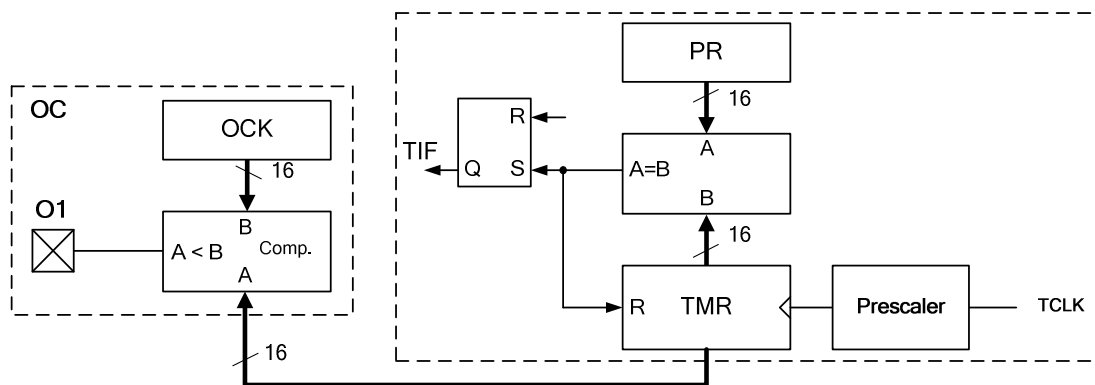 OC
OCK
16
O1
A < B
B
Comp.
A
16
PR
16
R
TIF
Q
S
A=B
A
B
16
R
TMR
Prescaler
TCLK